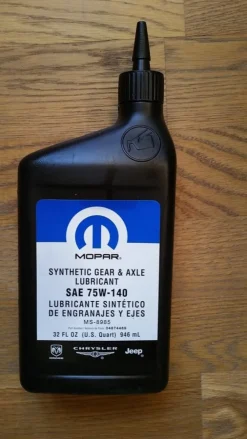 MOPAR
SYNTHETIC GEAR & AXLE
LUBRICANT
SAE 75W-140
LUBRICANTE SINTÉTICO
DE ENGRANAJES Y EJES
MS-8985
32 FL OZ (U.S. Quart) 946 mL
CHRYSLER
Jeep